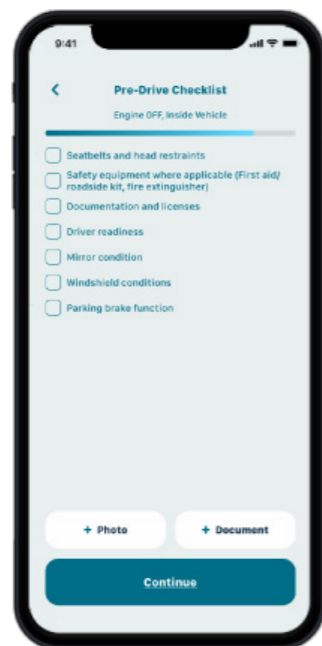 9:41
Pre-Drive Checklist
Engine OFF, Inside Vehicle
Seatbelts and head restraints
Safety equipment where applicable (First aid/
roadside kit, fire extinguisher)
Documentation and licenses
Driver readiness
Mirror condition
Windshield conditions
Parking brake function
+ Photo
+ Document
Continue